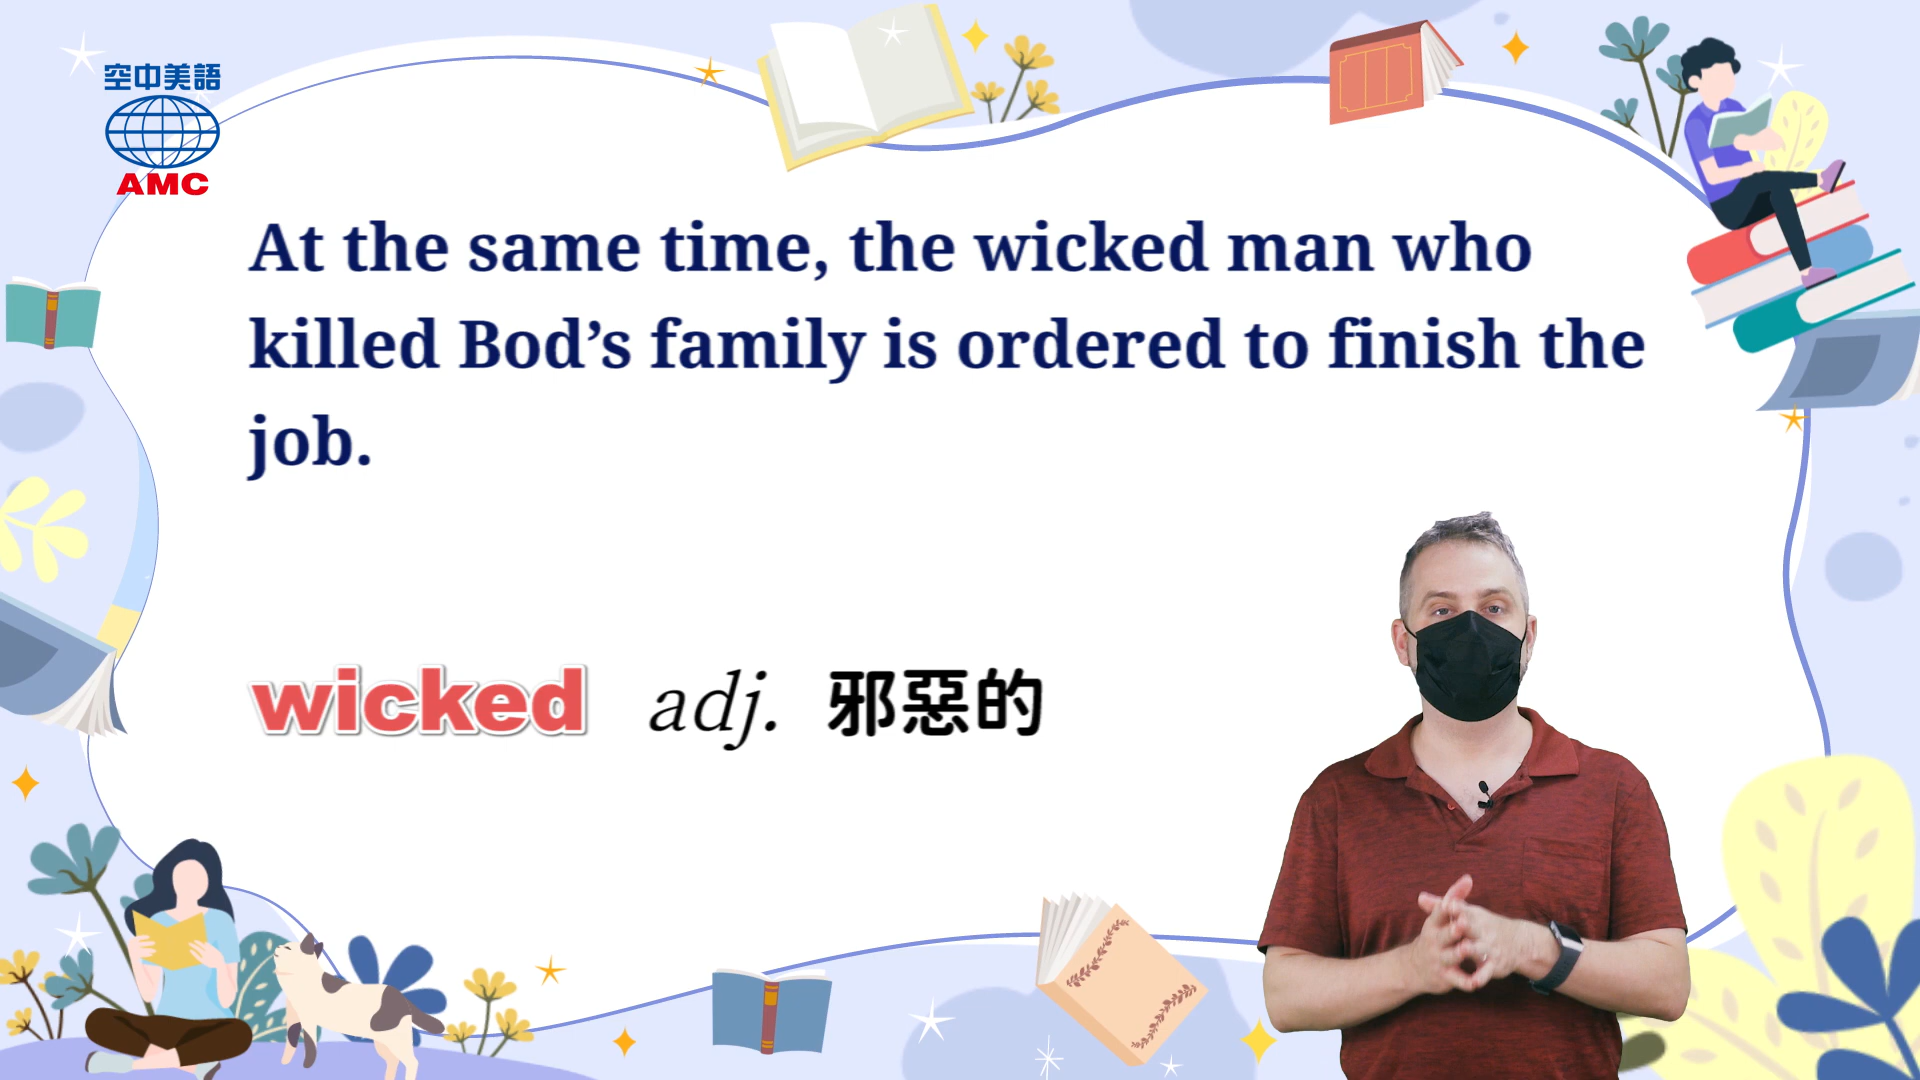 空中美語
AMC
At the same time, the wicked man who
killed Bod’s family is ordered to finish the
job.
wicked adj. 邪惡的